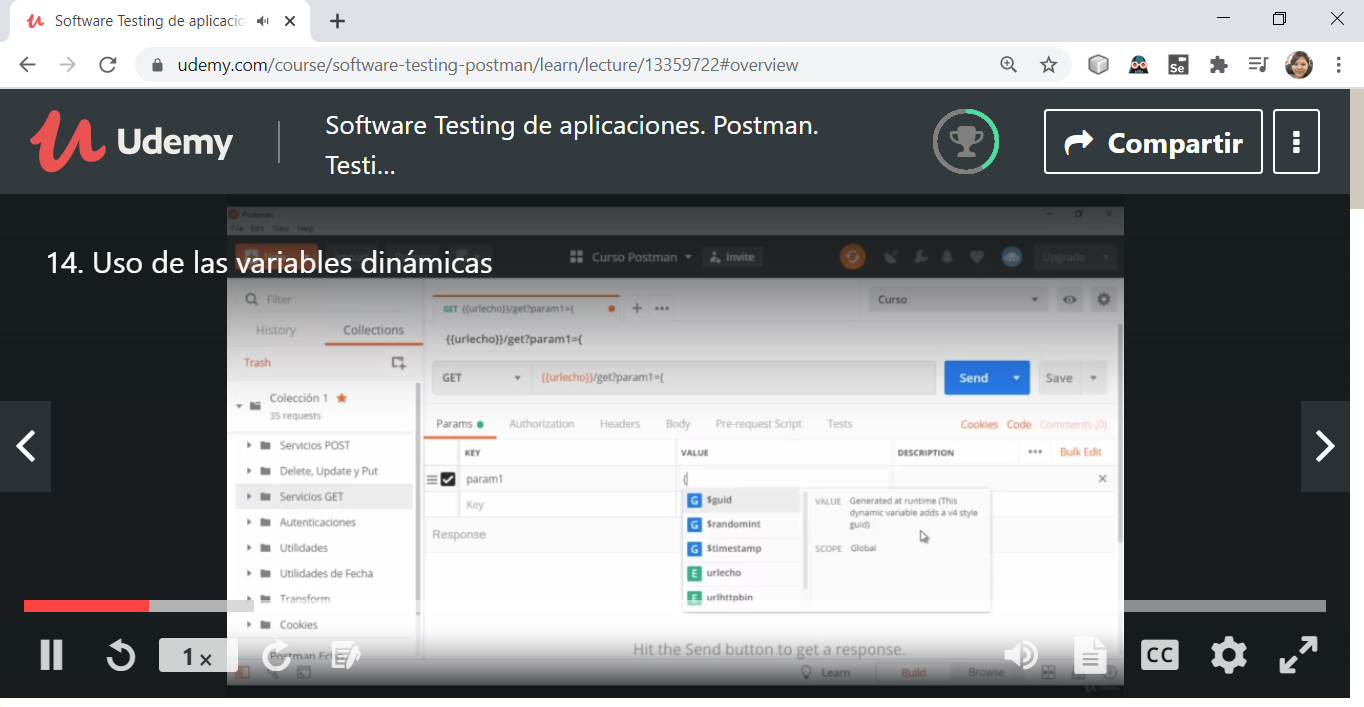 Software Testing de aplicacio
udemy.com/course/software-testing-postman/learn/lecture/13359722#overview
Se
Udemy
Software Testing de aplicaciones. Postman.
Testi...
Compartir
Postman
File Edit View Help
14. Uso de las variables dinámicas
Curso Postman
Invite
Upgrade
Filter
History
Collections
Trash
Colección 1
35 requests
Servicios POST
Delete, Update y Put
Servicios GET
Autenticaciones
Utilidades
Utilidades de Fecha
Transform
Cookies
Postman Echo
GET {{urlecho}}/get?param1={
Curso
{{urlecho}}/get?param1={
GET
{{urlecho}}/get?param1={
Send
Save
Params
Authorization
Headers
Body
Pre-request Script
Tests
Cookies
Code
Comments (0)
KEY
VALUE
DESCRIPTION
Bulk Edit
param1
{
Key
Response
G $guid
G $randomInt
G $timestamp
E urlecho
E urlhttpbin
VALUE Generated at runtime (This
dynamic variable adds a v4 style
guid)
SCOPE Global
Hit the Send button to get a response.
Learn
Build
Browse
1 x
CC